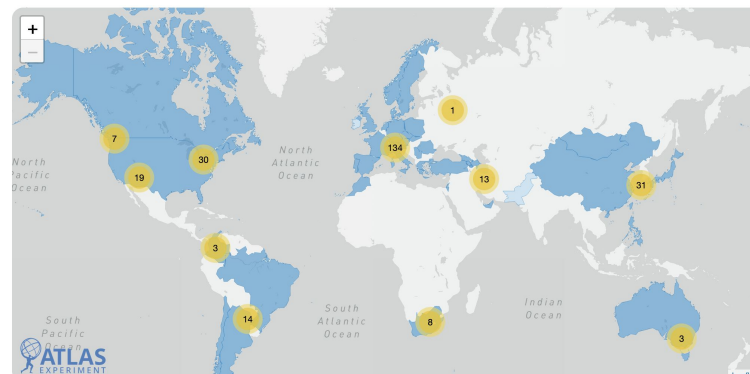 +
−
1
7
134
30
North
Atlantic
Ocean
North
Pacific
Ocean
19
13
31
3
South
Atlantic
Ocean
Indian
Ocean
14
8
South
Pacific
Ocean
3
ATLAS
EXPERIMENT